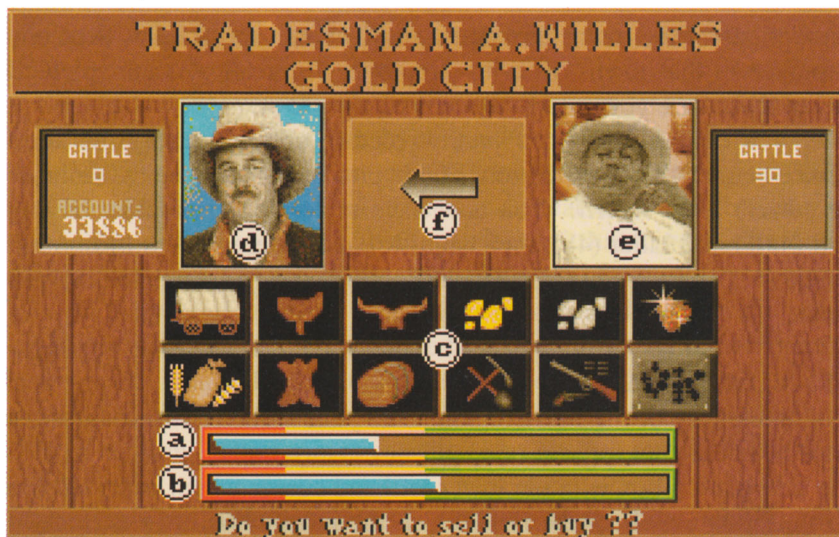 TRADESMAN A.WILLES
GOLD CITY
CATTLE
0
ACCOUNT:
33886
CATTLE
30
d
f
e
c
a
b
Do you want to sell or buy ??